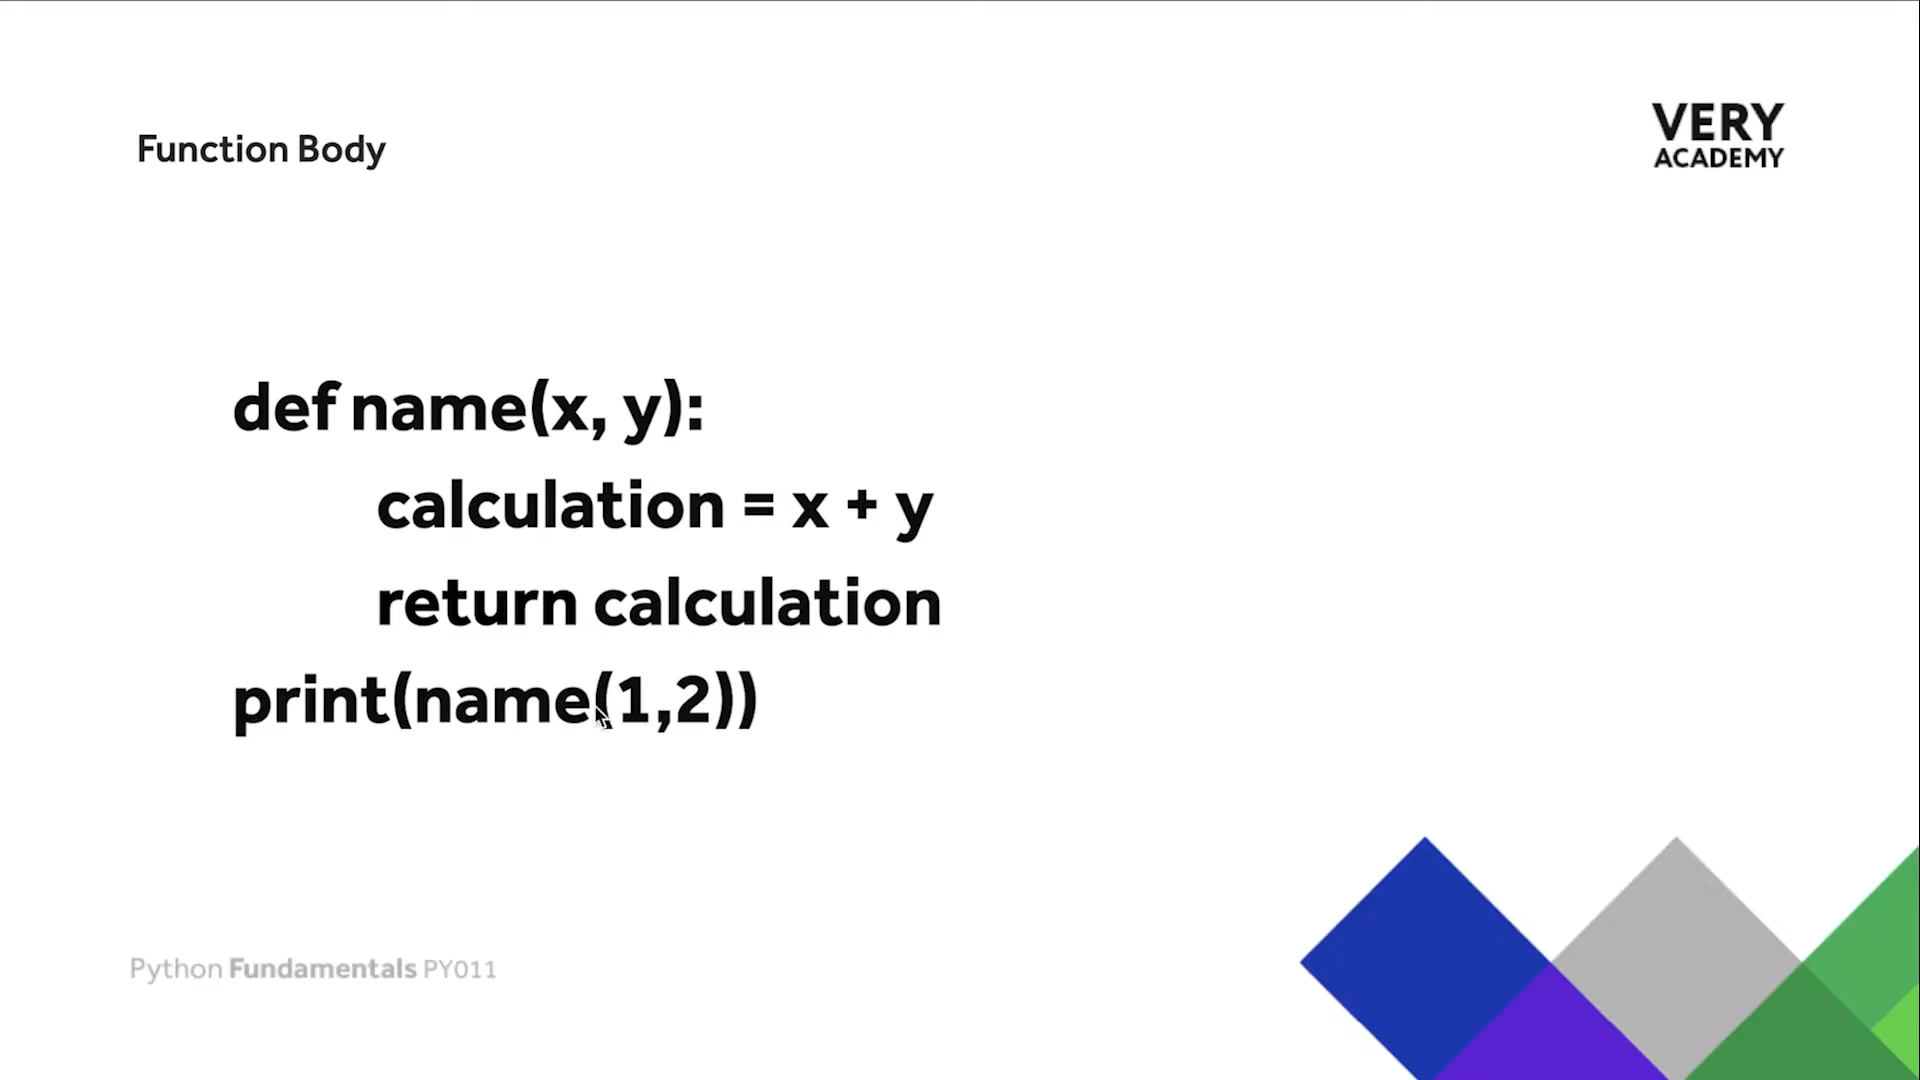 Function Body
VERY
ACADEMY
def name(x, y):
calculation = x + y
return calculation
print(name(1,2))
Python Fundamentals PY011